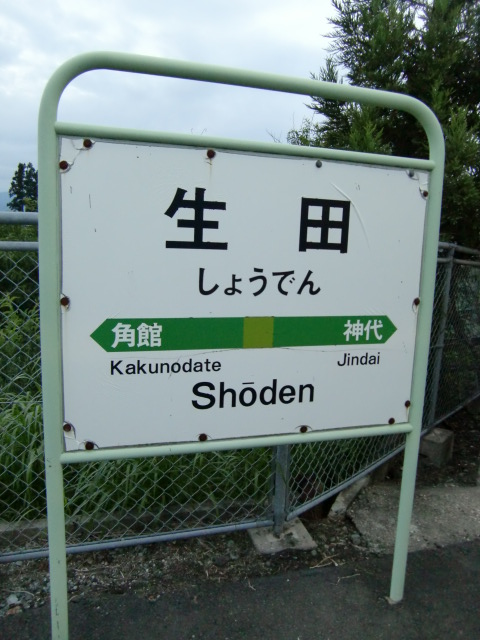 生田
しょうでん
角館 神代
Kakunodate Jindai
Shōden